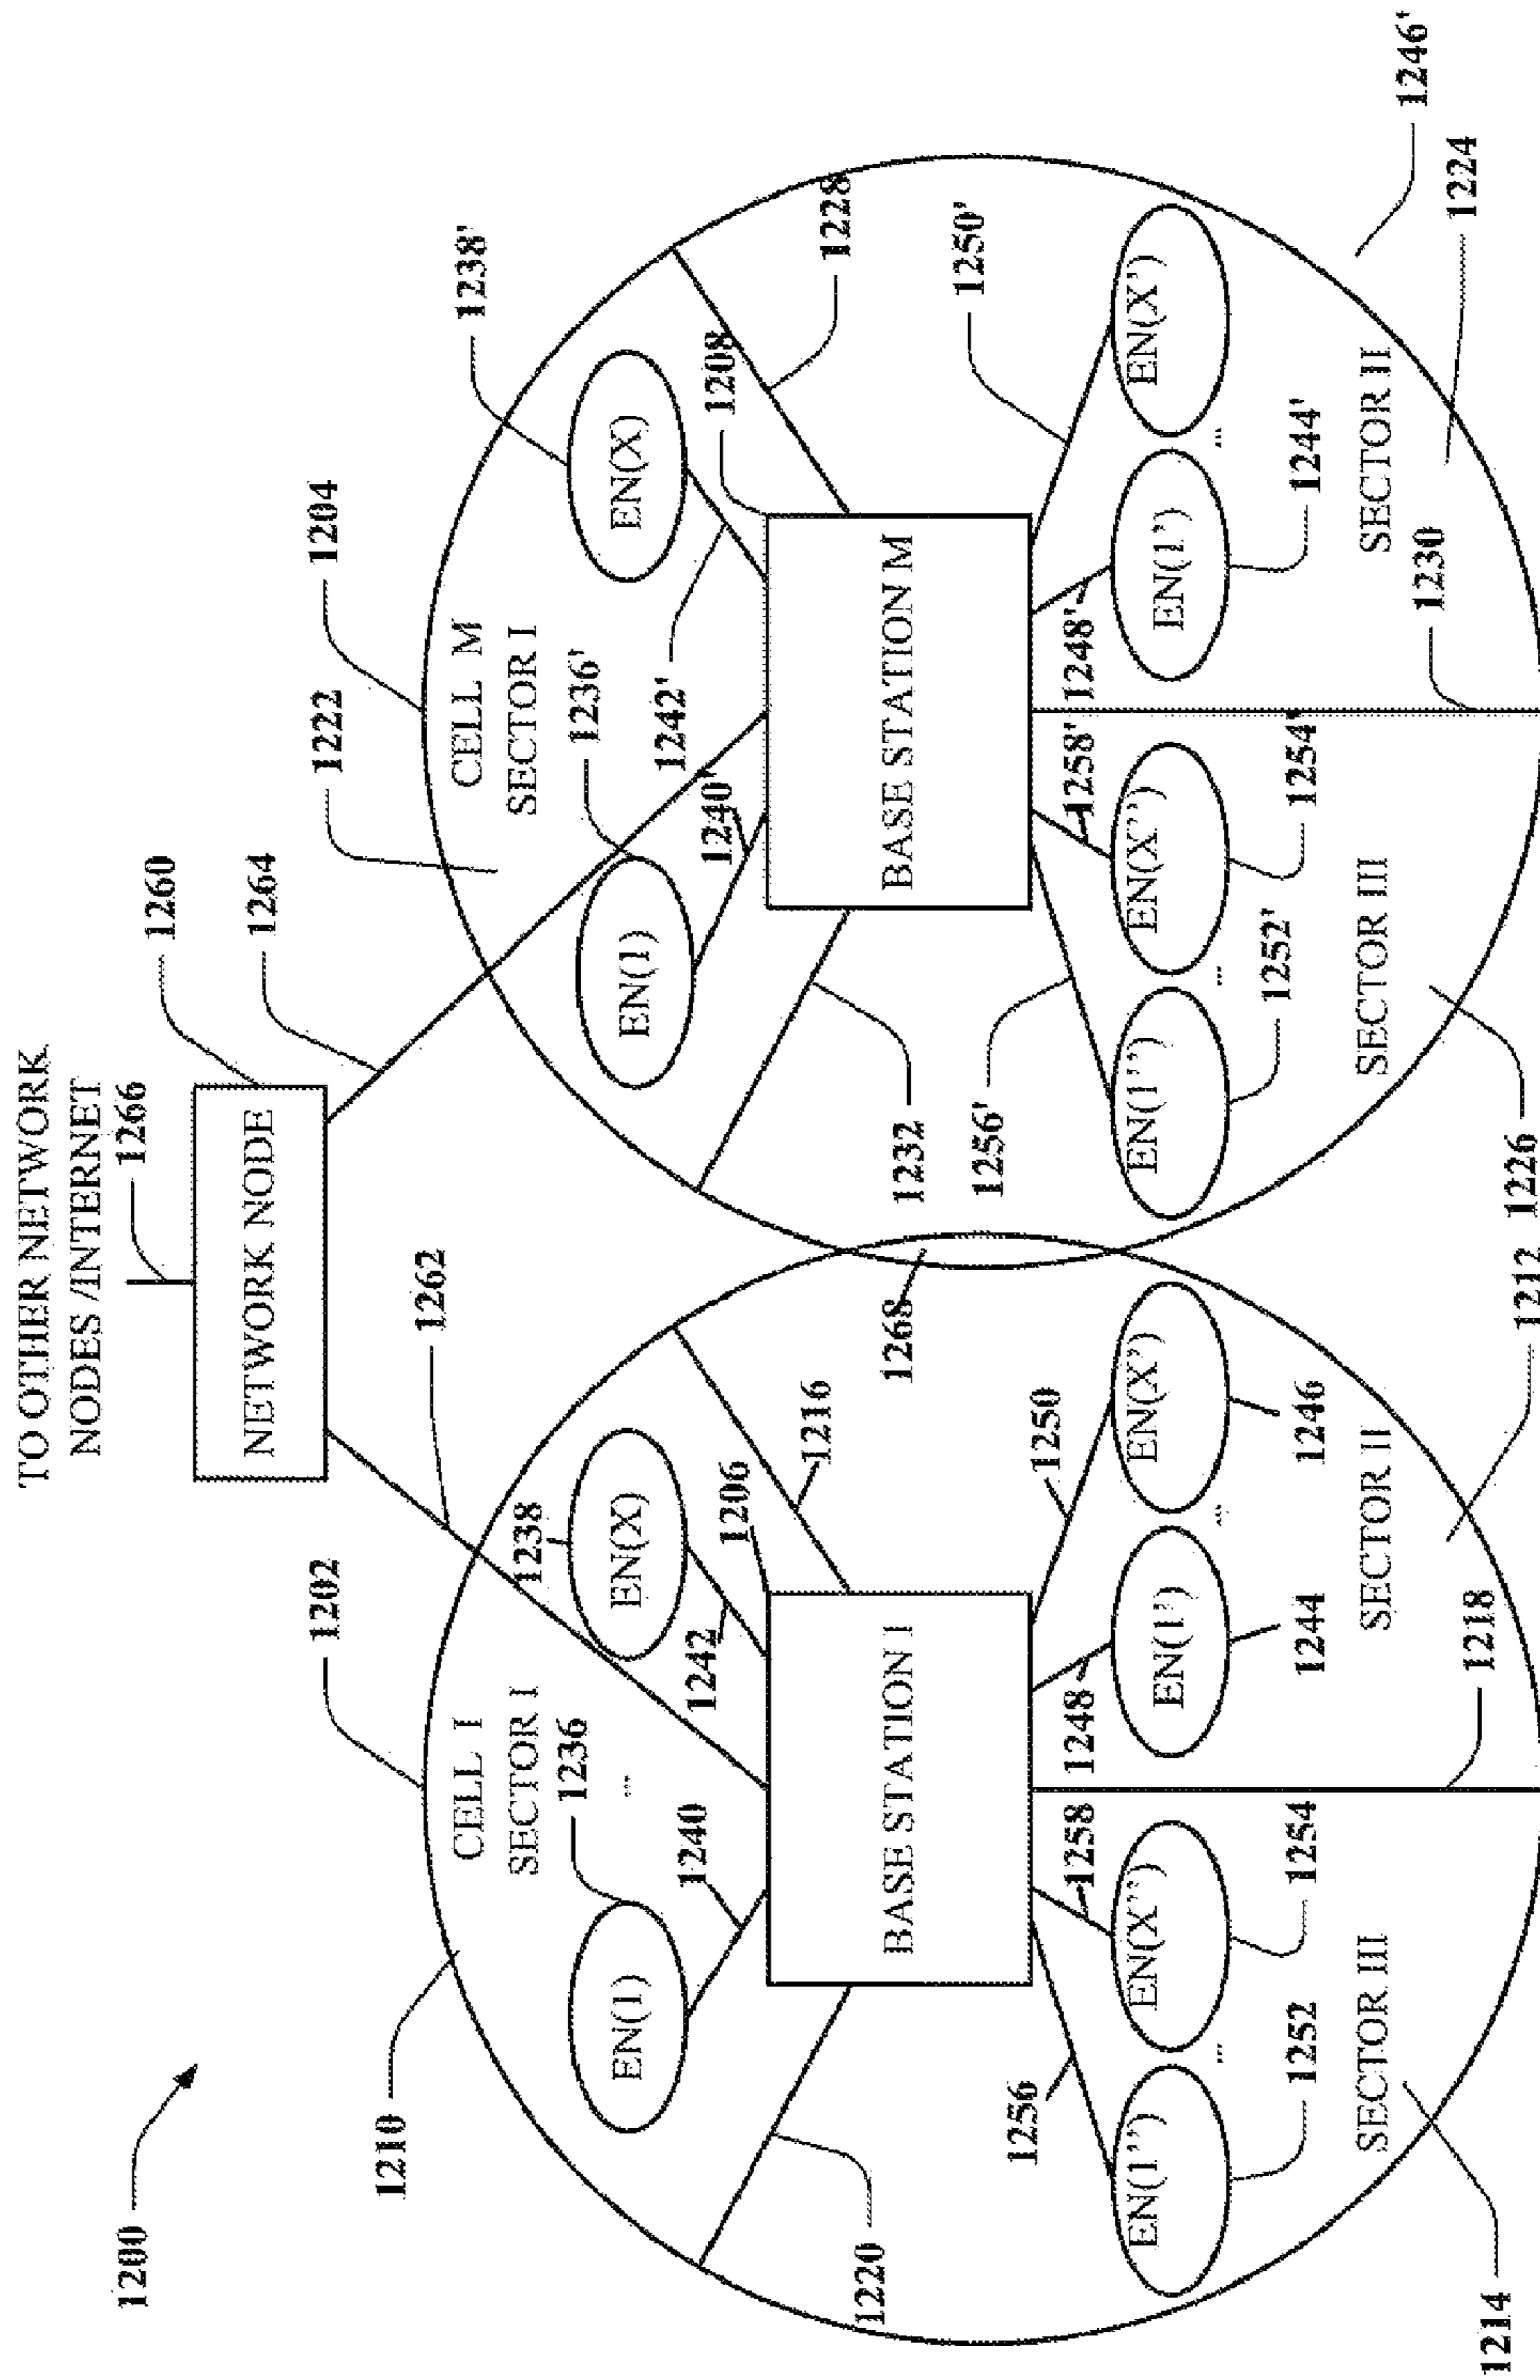 TO OTHER NETWORK
NODES /INTERNET
1266
1260
NETWORK NODE
1200
1262
1264
1202
1204
1210
1222
CELL I
SECTOR I
1236
...
1238
EN(1)
EN(X)
1240
1242
1206
1216
1220
BASE STATION I
1268
1256
1258
1248
1250
EN(1’’)
...
EN(X’’)
EN(1’)
...
EN(X’)
1252
1254
1244
1246
SECTOR III
SECTOR II
1214
1218
1212
CELL M
SECTOR I
1236'
1238'
EN(1)
EN(X)
1240'
1242'
1208
1228
1232
BASE STATION M
1256'
1258'
1248'
1250'
EN(1’’)
...
EN(X’’)
EN(1’)
...
EN(X’)
1252'
1254'
1244'
1246'
SECTOR III
SECTOR II
1226
1230
1224